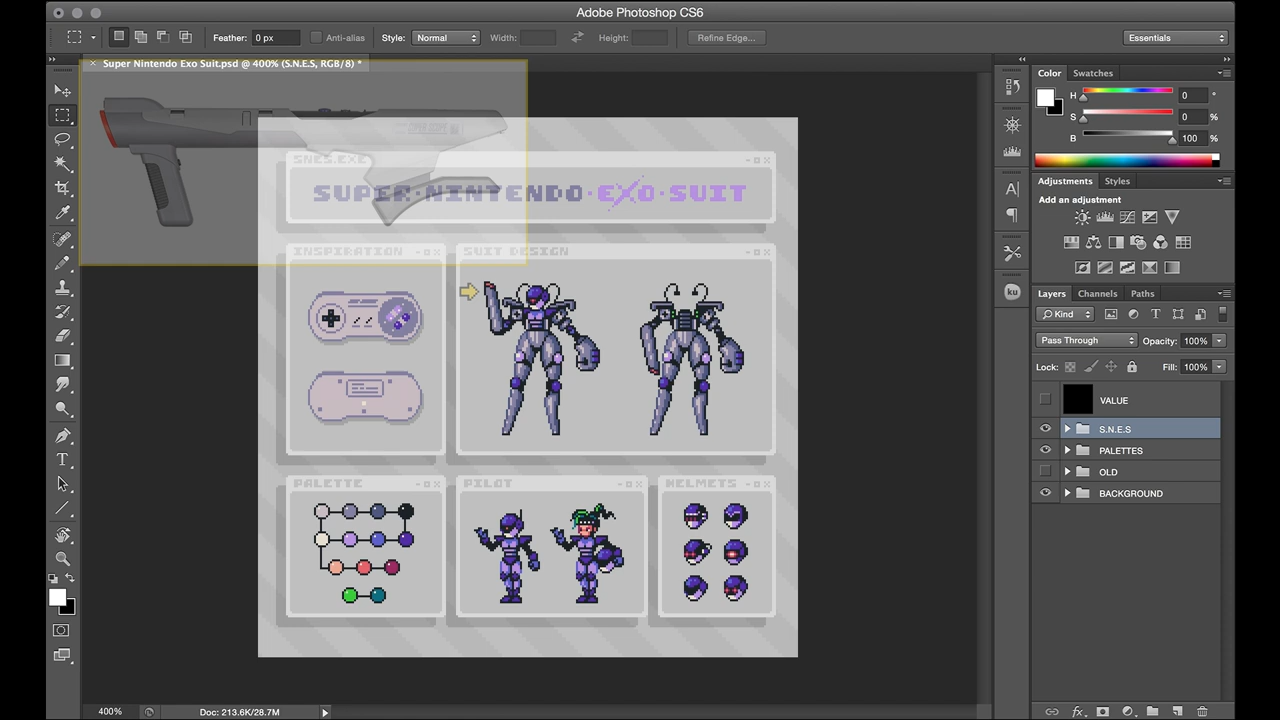 Adobe Photoshop CS6
Feather: 0 px Anti-alias Style: Normal Width: Height: Refine Edge... Essentials
× Super Nintendo Exo Suit.psd @ 400% (S.N.E.S, RGB/8) *
Color Swatches
H 0 °
S 0 %
B 100 %
Adjustments Styles
Add an adjustment
SNES.EXE
SUPER·NINTENDO·EXO·SUIT
INSPIRATION
SUIT DESIGN
PALETTE
PILOT
HELMETS
ku
Layers Channels Paths
Kind
Pass Through Opacity: 100%
Lock: Fill: 100%
VALUE
S.N.E.S
PALETTES
OLD
BACKGROUND
400% Doc: 213.6K/28.7M